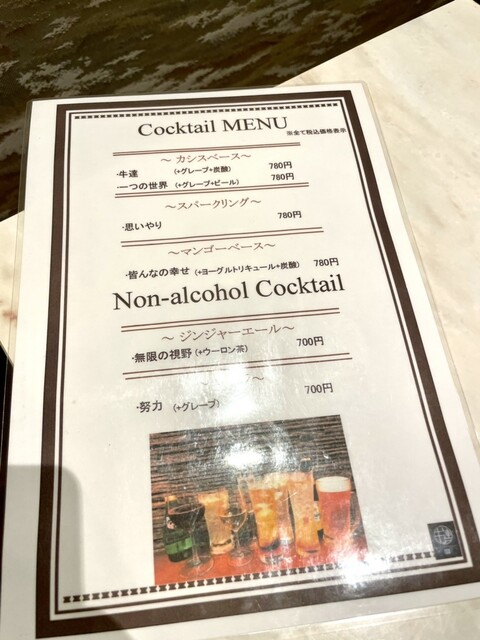 Cocktail MENU
※全て税込価格表示
～ カシスベース～
・牛達 (+グレープ+炭酸) 780円
・一つの世界 (+グレープ+ビール) 780円
～スパークリング～
・思いやり 780円
～マンゴーベース～
・皆んなの幸せ (+ヨーグルトリキュール+炭酸) 780円
Non-alcohol Cocktail
～ ジンジャーエール～
・無限の視野 (+ウーロン茶) 700円
・努力 (+グレープ) 700円